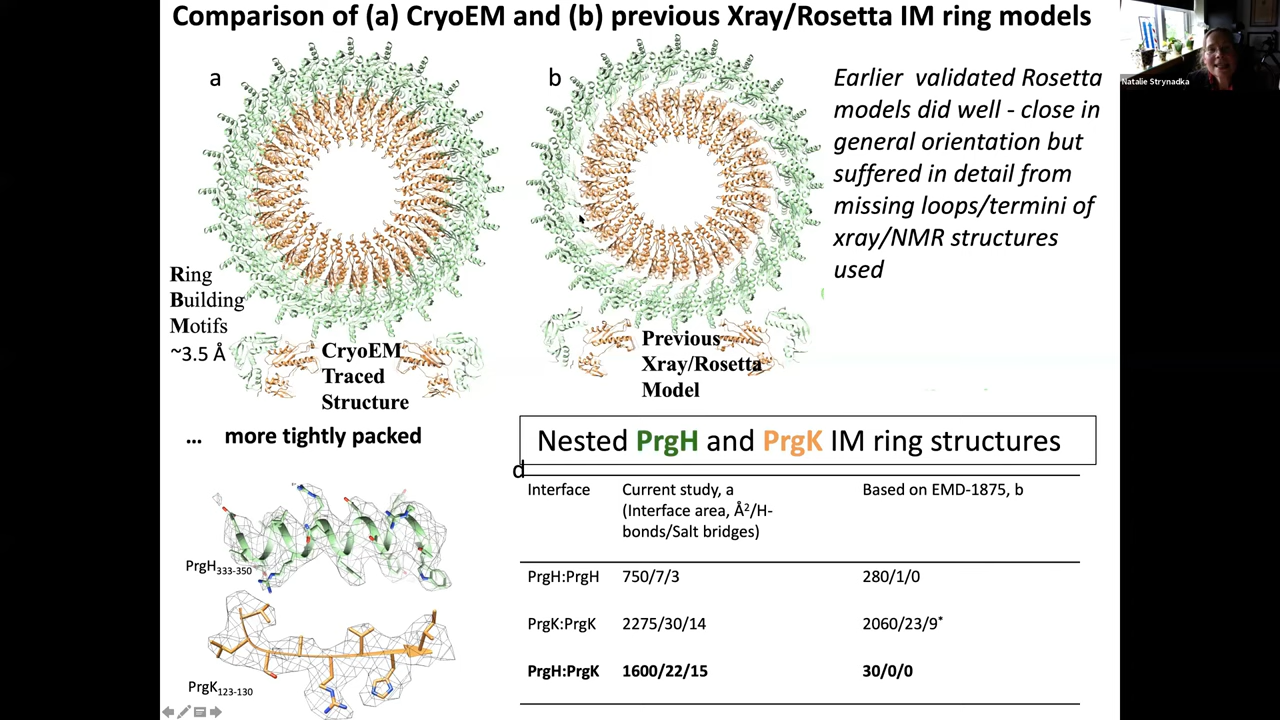 Comparison of (a) CryoEM and (b) previous Xray/Rosetta IM ring models
a
b
Earlier validated Rosetta
models did well - close in
general orientation but
suffered in detail from
missing loops/termini of
xray/NMR structures
used
Natalie Strynadka
Ring
Building
Motifs
~3.5 Å
CryoEM
Traced
Structure
Previous
Xray/Rosetta
Model
... more tightly packed
Nested PrgH and PrgK IM ring structures
d
Interface Current study, a Based on EMD-1875, b
(Interface area, Å²/H-
bonds/Salt bridges)
PrgH:PrgH 750/7/3 280/1/0
PrgK:PrgK 2275/30/14 2060/23/9*
PrgH:PrgK 1600/22/15 30/0/0
PrgH333-350
PrgK123-130